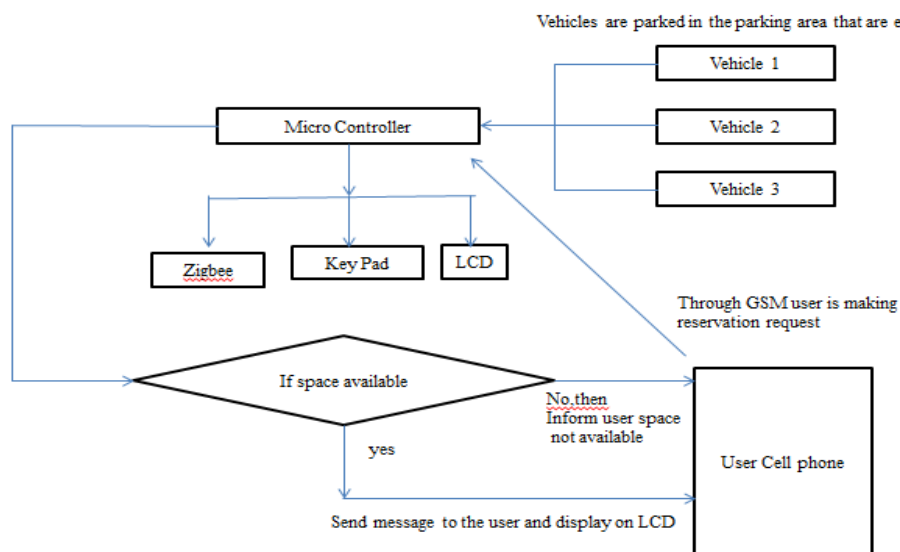 Vehicles are parked in the parking area that are e
Vehicle 1
Micro Controller
Vehicle 2
Vehicle 3
Zigbee
Key Pad
LCD
Through GSM user is making
reservation request
If space available
No,then
Inform user space
not available
yes
User Cell phone
Send message to the user and display on LCD